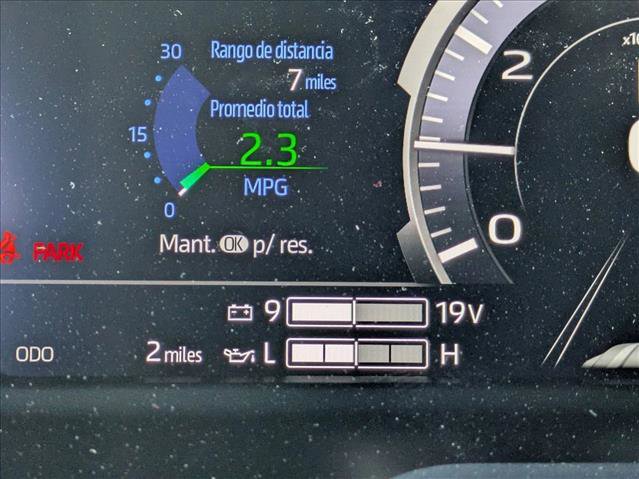 30
Rango de distancia
7 miles
Promedio total
15
2.3
MPG
0
Mant. OK p/ res.
PARK
2
0
9
19V
ODO
2 miles
L
H